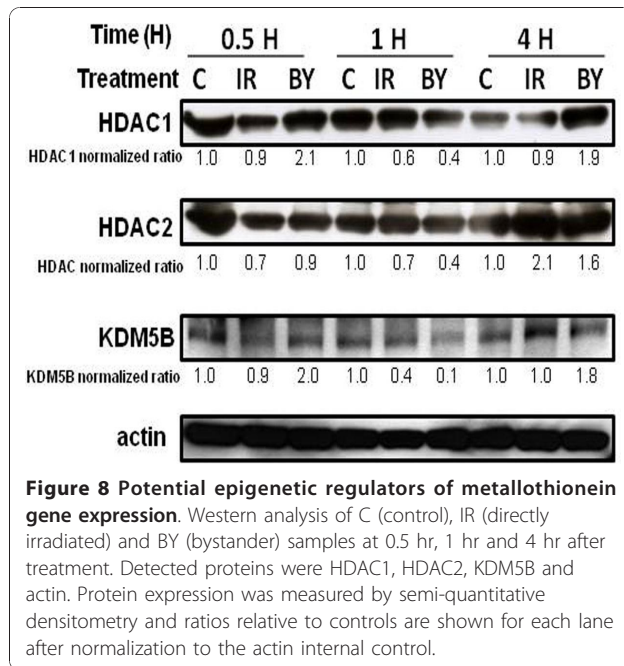 Time (H) 0.5 H 1 H 4 H
Treatment C IR BY C IR BY C IR BY
HDAC1
HDAC1 normalized ratio 1.0 0.9 2.1 1.0 0.6 0.4 1.0 0.9 1.9
HDAC2
HDAC normalized ratio 1.0 0.7 0.9 1.0 0.7 0.4 1.0 2.1 1.6
KDM5B
KDM5B normalized ratio 1.0 0.9 2.0 1.0 0.4 0.1 1.0 1.0 1.8
actin
Figure 8 Potential epigenetic regulators of metallothionein
gene expression. Western analysis of C (control), IR (directly
irradiated) and BY (bystander) samples at 0.5 hr, 1 hr and 4 hr after
treatment. Detected proteins were HDAC1, HDAC2, KDM5B and
actin. Protein expression was measured by semi-quantitative
densitometry and ratios relative to controls are shown for each lane
after normalization to the actin internal control.